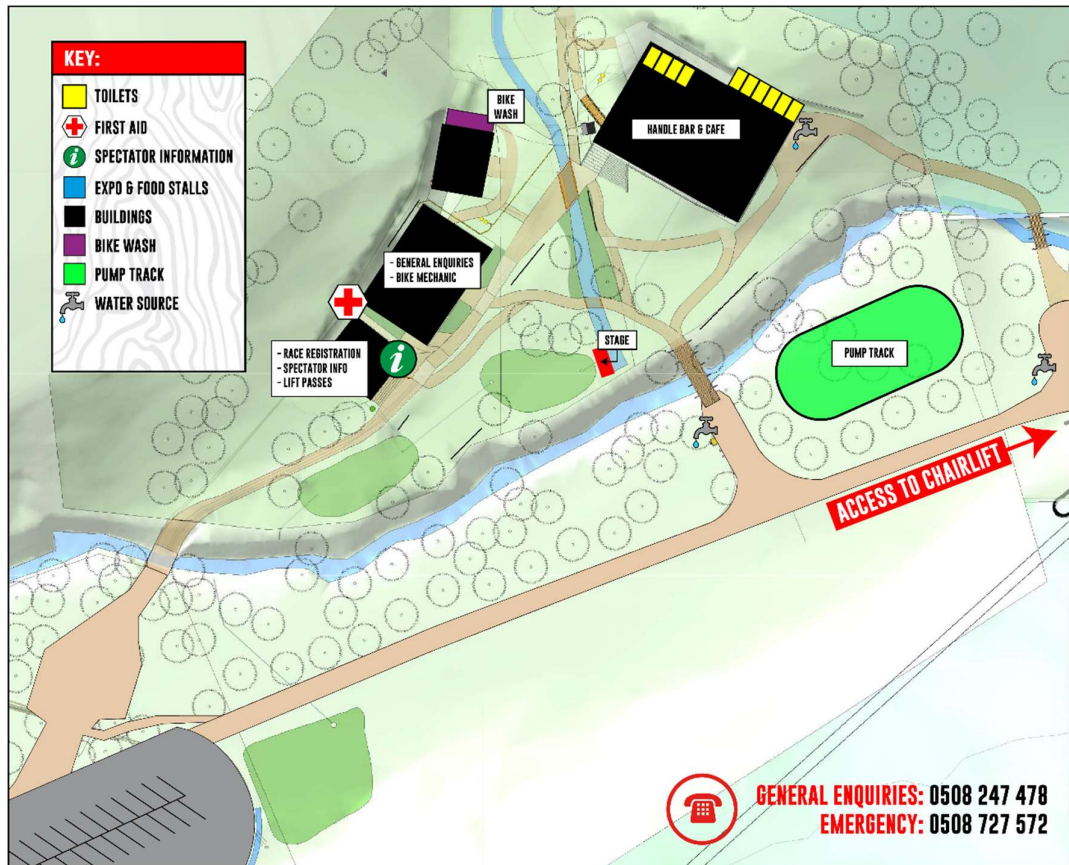 KEY:
TOILETS
FIRST AID
i SPECTATOR INFORMATION
EXPO & FOOD STALLS
BUILDINGS
BIKE WASH
PUMP TRACK
WATER SOURCE
BIKE
WASH
HANDLE BAR & CAFE
- GENERAL ENQUIRIES
- BIKE MECHANIC
- RACE REGISTRATION
- SPECTATOR INFO
- LIFT PASSES
i
STAGE
PUMP TRACK
ACCESS TO CHAIRLIFT
GENERAL ENQUIRIES: 0508 247 478
EMERGENCY: 0508 727 572